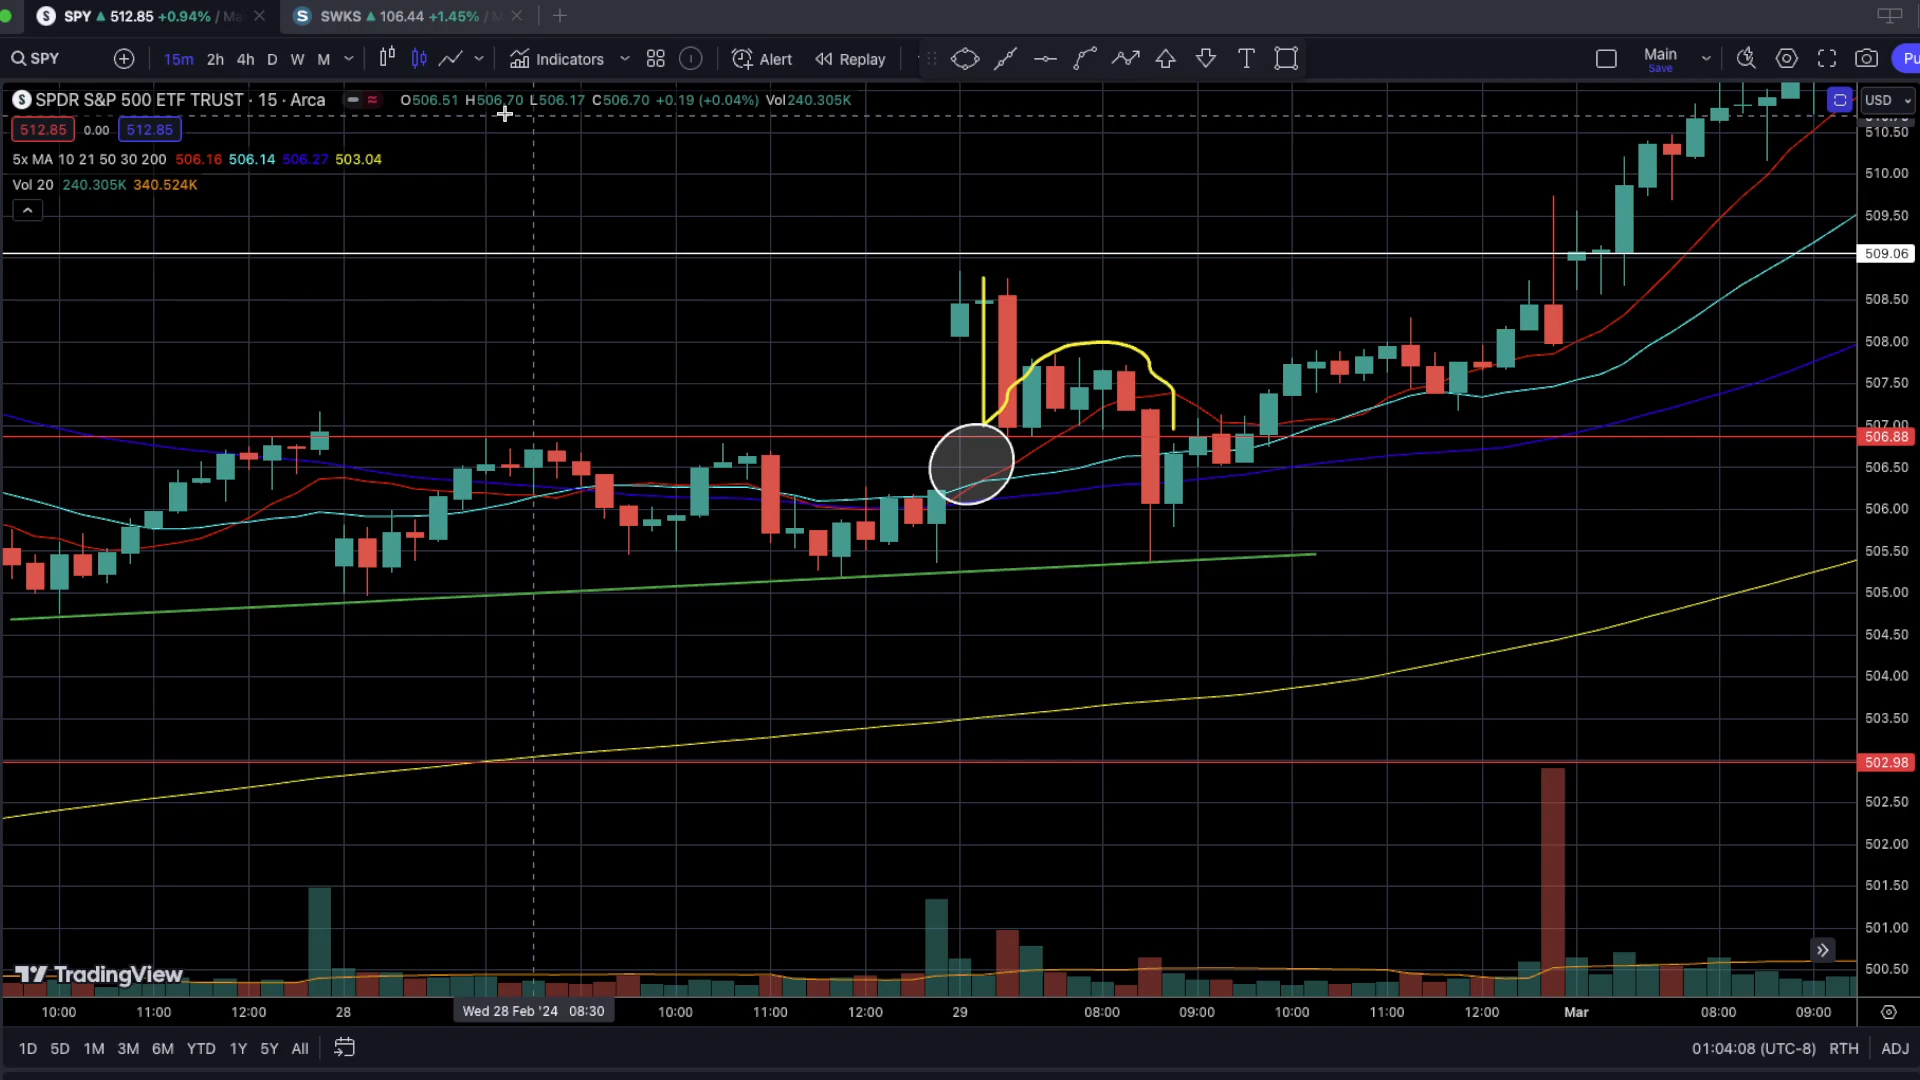 SPY 512.85 +0.94% /
SWKS 106.44 +1.45% /
SPY 15m 2h 4h D W M Indicators Alert Replay Main
Save
SPDR S&P 500 ETF TRUST · 15 · Arca O506.51 H506.70 L506.17 C506.70 +0.19 (+0.04%) Vol240.305K
USD
512.85 0.00 512.85
5x MA 10 21 50 30 200 506.16 506.14 506.27 503.04
Vol 20 240.305K 340.524K
510.50
510.00
509.50
509.06
508.50
508.00
507.50
507.00
506.88
506.50
506.00
505.50
505.00
504.50
504.00
503.50
502.98
502.50
502.00
501.50
501.00
500.50
TradingView
10:00 11:00 12:00 28 Wed 28 Feb '24 08:30 10:00 11:00 12:00 29 08:00 09:00 10:00 11:00 12:00 Mar 08:00 09:00
1D 5D 1M 3M 6M YTD 1Y 5Y All 01:04:08 (UTC-8) RTH ADJ